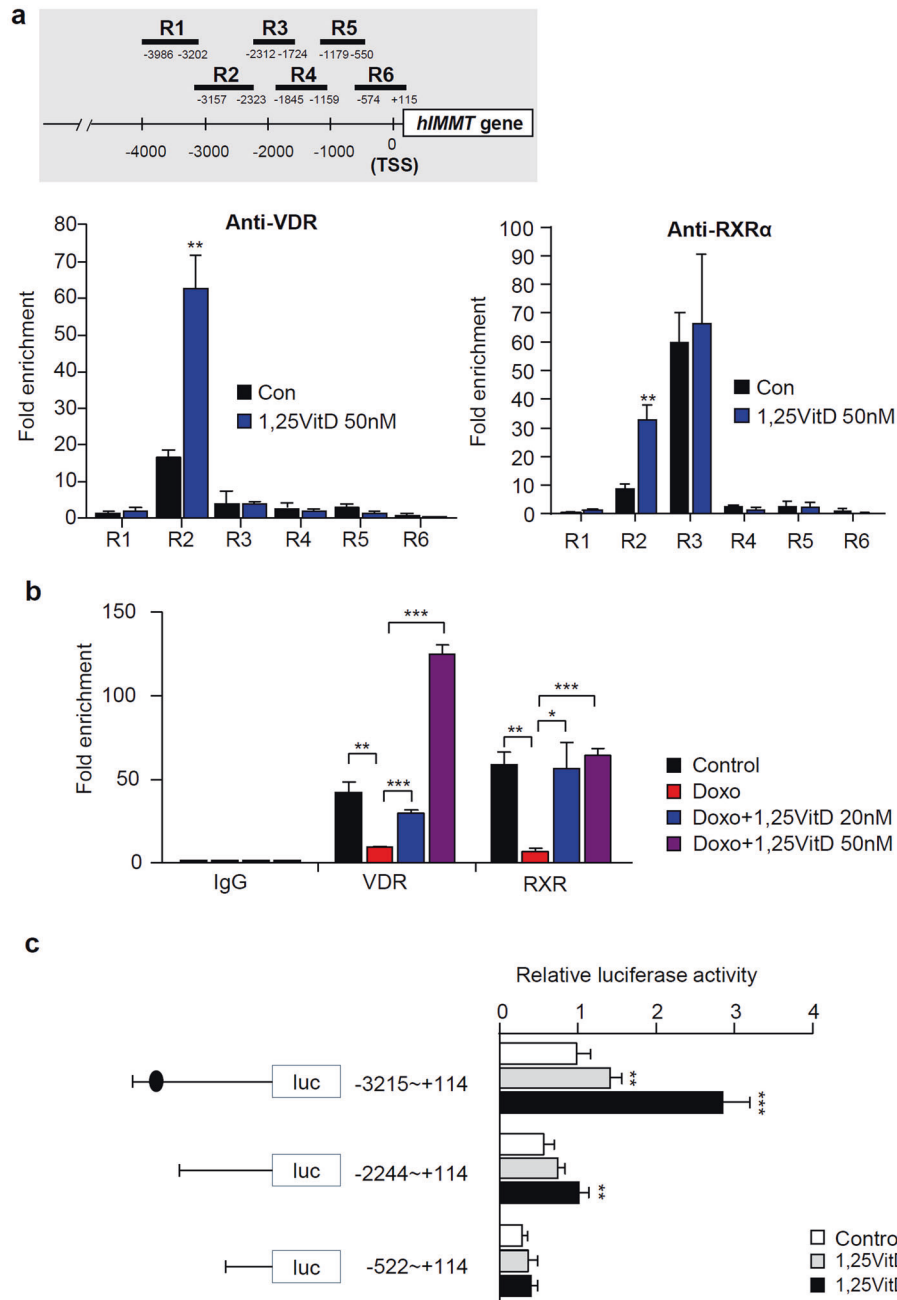 a
R1 R3 R5
-3986 -3202 -2312 -1724 -1179 -550
R2 R4 R6
-3157 -2323 -1845 -1159 -574 +115
hIMMT gene
-4000 -3000 -2000 -1000 0
(TSS)
Anti-VDR
Fold enrichment
80
70
60
50
40
30
20
10
0
**
Con
1,25VitD 50nM
R1 R2 R3 R4 R5 R6
Anti-RXRα
Fold enrichment
100
90
80
70
60
50
40
30
20
10
0
**
Con
1,25VitD 50nM
R1 R2 R3 R4 R5 R6
b
Fold enrichment
150
100
50
0
** *** ***
** * ***
IgG VDR RXR
Control
Doxo
Doxo+1,25VitD 20nM
Doxo+1,25VitD 50nM
c
Relative luciferase activity
0 1 2 3 4
luc -3215~+114
**
***
luc -2244~+114
**
luc -522~+114
Control
1,25VitD
1,25VitD